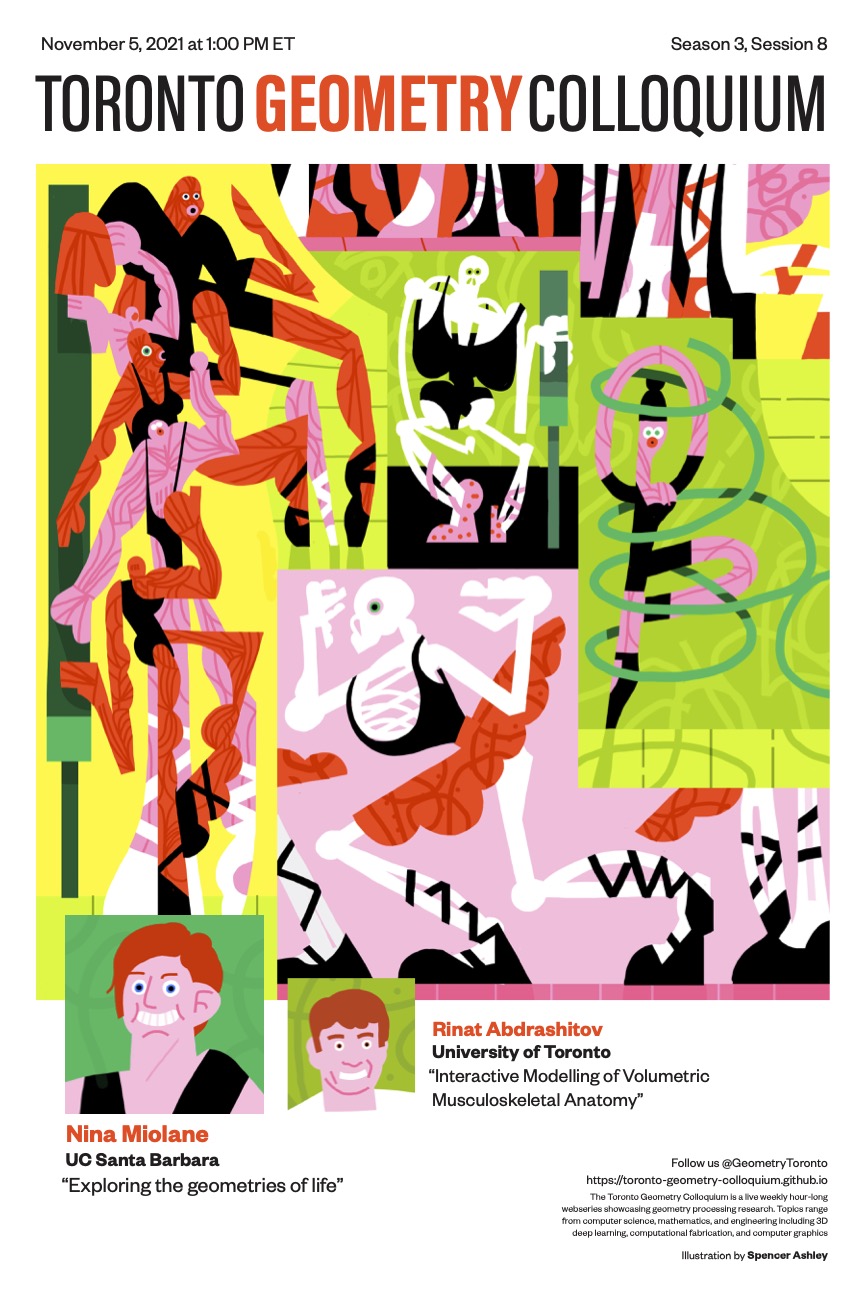 November 5, 2021 at 1:00 PM ET
Season 3, Session 8
TORONTO GEOMETRY COLLOQUIUM
Rinat Abdrashitov
University of Toronto
“Interactive Modelling of Volumetric
Musculoskeletal Anatomy”
Nina Miolane
UC Santa Barbara
“Exploring the geometries of life”
Follow us @GeometryToronto
https://toronto-geometry-colloquium.github.io
The Toronto Geometry Colloquium is a live weekly hour-long
webseries showcasing geometry processing research. Topics range
from computer science, mathematics, and engineering including 3D
deep learning, computational fabrication, and computer graphics
Illustration by Spencer Ashley